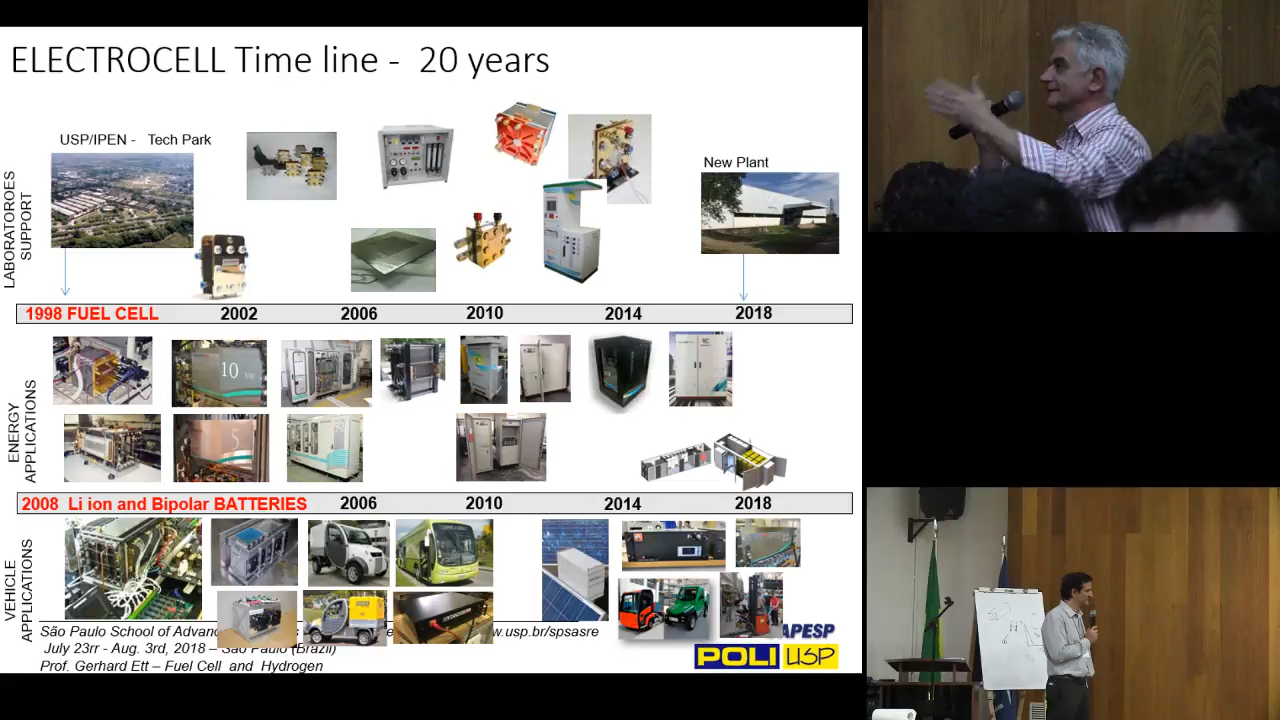 ELECTROCELL Time line - 20 years
LABORATOROES
SUPPORT
USP/IPEN - Tech Park
New Plant
1998 FUEL CELL 2002 2006 2010 2014 2018
ENERGY
APPLICATIONS
10
5
2008 Li ion and Bipolar BATTERIES 2006 2010 2014 2018
VEHICLE
APPLICATIONS
São Paulo School of Advanc w.usp.br/spsasre
July 23rr - Aug. 3rd, 2018 – São Paulo (Brazil)
Prof. Gerhard Ett – Fuel Cell and Hydrogen
APESP
POLI USP